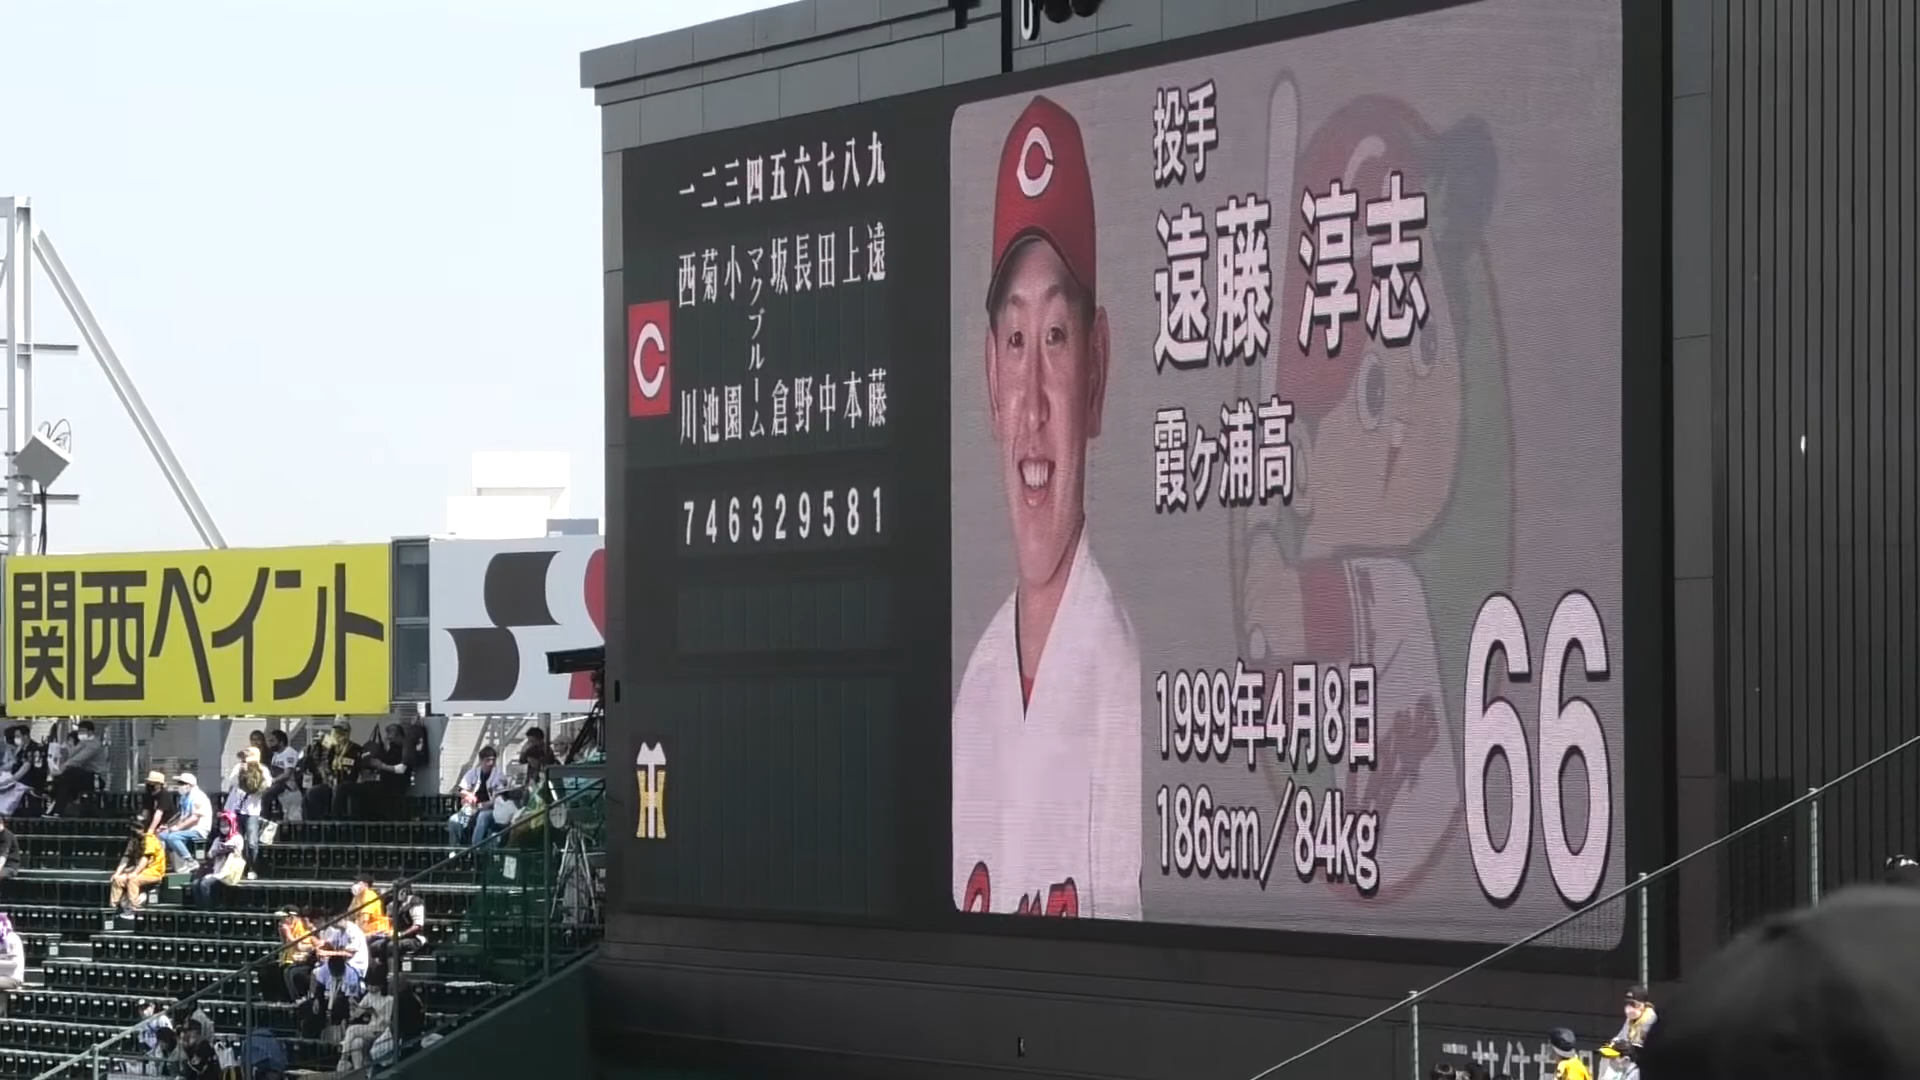 一二三四五六七八九
西川
菊池
小園
マクブルーム
坂倉
長野
田中
上本
遠藤
746329581
C
C
投手
遠藤 淳志
霞ヶ浦高
1999年4月8日
186cm/84kg
66
関西ペイント